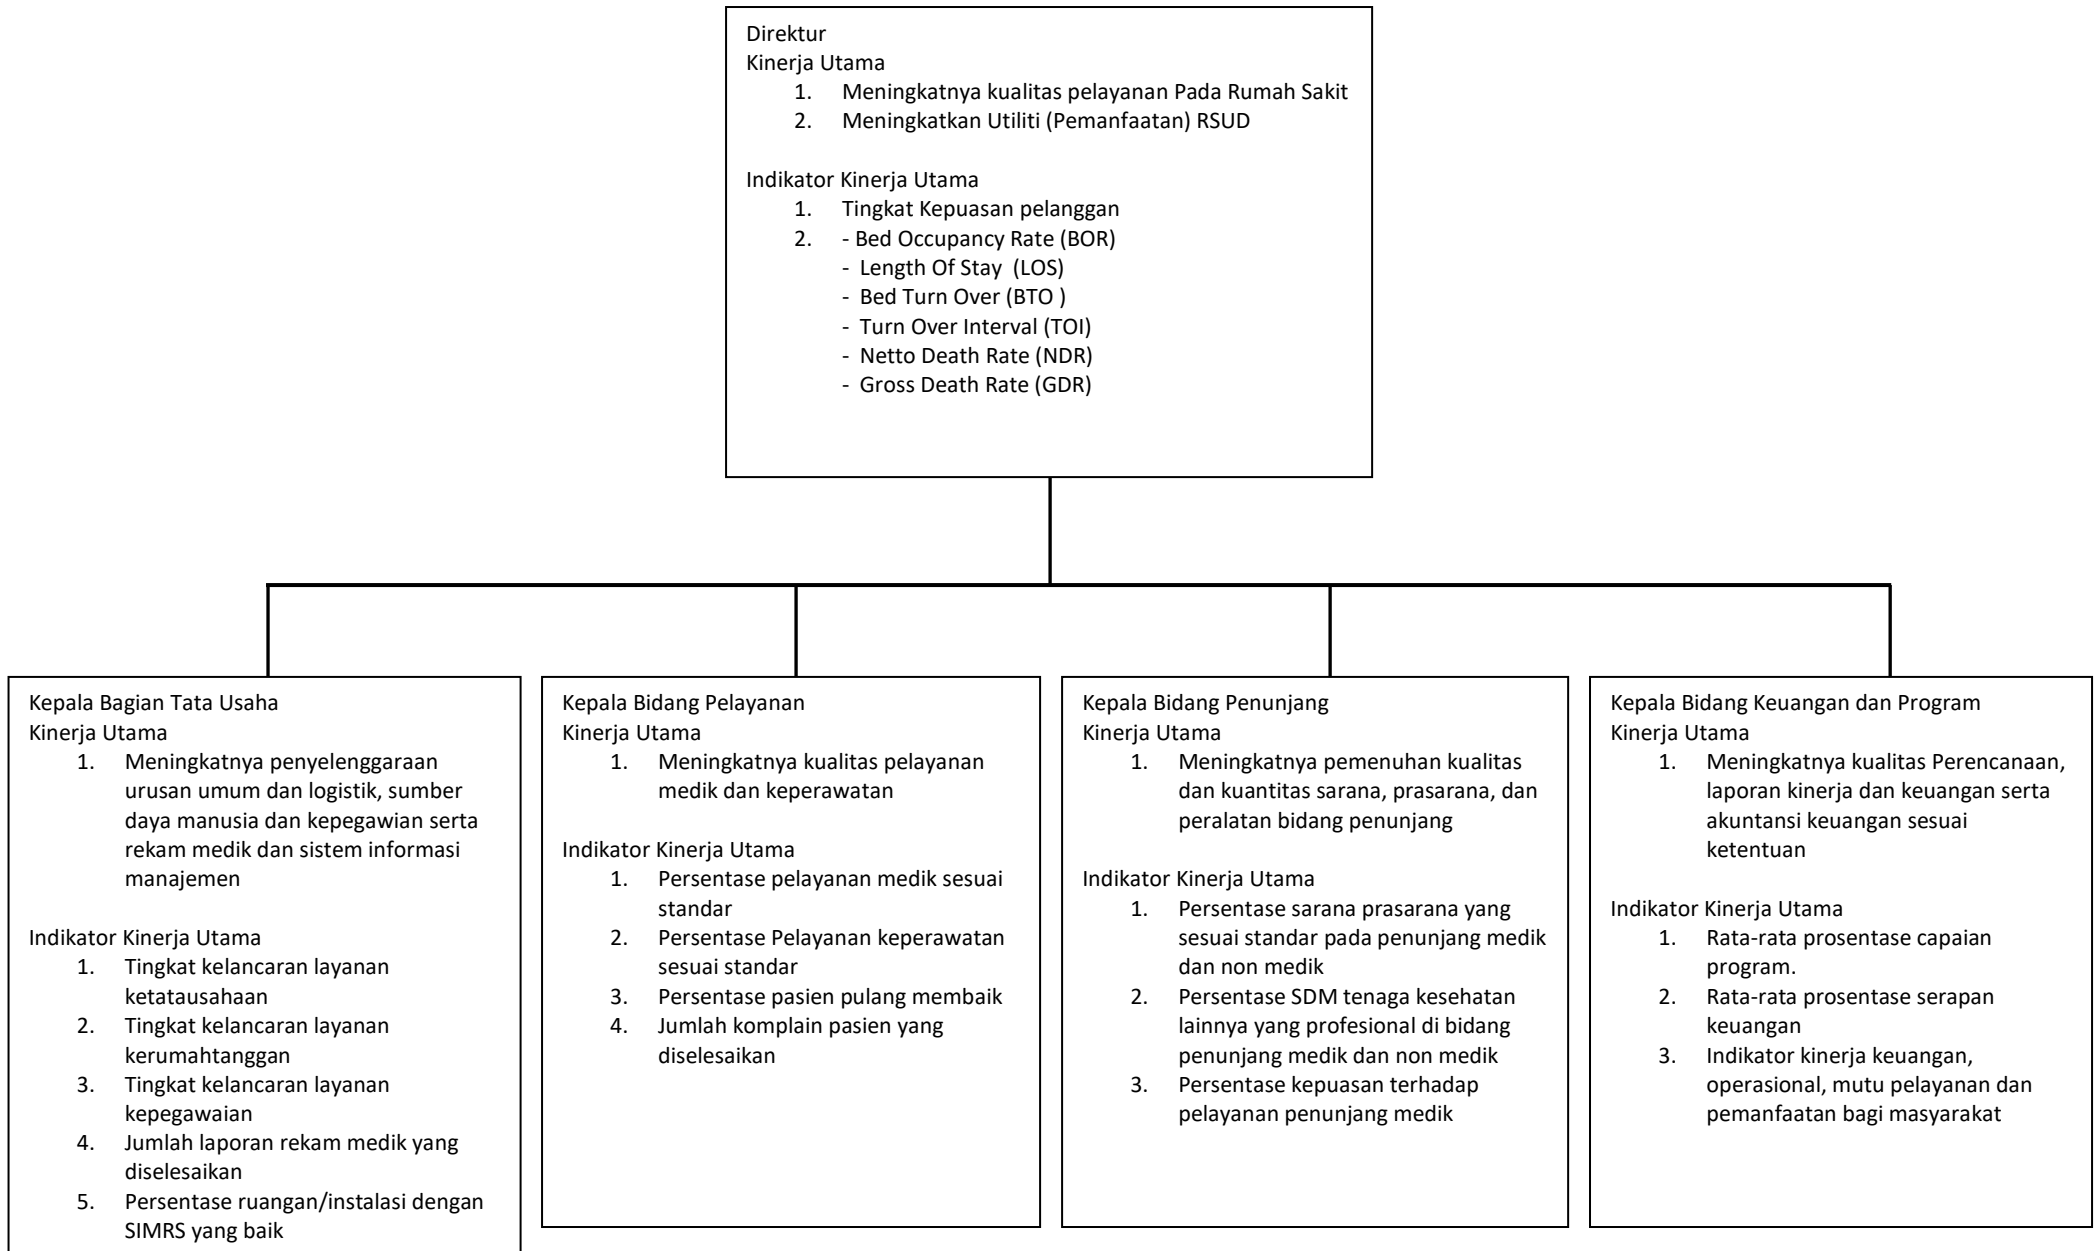 Direktur
Kinerja Utama
1. Meningkatnya kualitas pelayanan Pada Rumah Sakit
2. Meningkatkan Utiliti (Pemanfaatan) RSUD
Indikator Kinerja Utama
1. Tingkat Kepuasan pelanggan
2. - Bed Occupancy Rate (BOR)
- Length Of Stay (LOS)
- Bed Turn Over (BTO )
- Turn Over Interval (TOI)
- Netto Death Rate (NDR)
- Gross Death Rate (GDR)
Kepala Bagian Tata Usaha
Kinerja Utama
1. Meningkatnya penyelenggaraan
urusan umum dan logistik, sumber
daya manusia dan kepegawian serta
rekam medik dan sistem informasi
manajemen
Indikator Kinerja Utama
1. Tingkat kelancaran layanan
ketatausahaan
2. Tingkat kelancaran layanan
kerumahtanggan
3. Tingkat kelancaran layanan
kepegawaian
4. Jumlah laporan rekam medik yang
diselesaikan
5. Persentase ruangan/instalasi dengan
SIMRS yang baik
Kepala Bidang Pelayanan
Kinerja Utama
1. Meningkatnya kualitas pelayanan
medik dan keperawatan
Indikator Kinerja Utama
1. Persentase pelayanan medik sesuai
standar
2. Persentase Pelayanan keperawatan
sesuai standar
3. Persentase pasien pulang membaik
4. Jumlah komplain pasien yang
diselesaikan
Kepala Bidang Penunjang
Kinerja Utama
1. Meningkatnya pemenuhan kualitas
dan kuantitas sarana, prasarana, dan
peralatan bidang penunjang
Indikator Kinerja Utama
1. Persentase sarana prasarana yang
sesuai standar pada penunjang medik
dan non medik
2. Persentase SDM tenaga kesehatan
lainnya yang profesional di bidang
penunjang medik dan non medik
3. Persentase kepuasan terhadap
pelayanan penunjang medik
Kepala Bidang Keuangan dan Program
Kinerja Utama
1. Meningkatnya kualitas Perencanaan,
laporan kinerja dan keuangan serta
akuntansi keuangan sesuai
ketentuan
Indikator Kinerja Utama
1. Rata-rata prosentase capaian
program.
2. Rata-rata prosentase serapan
keuangan
3. Indikator kinerja keuangan,
operasional, mutu pelayanan dan
pemanfaatan bagi masyarakat